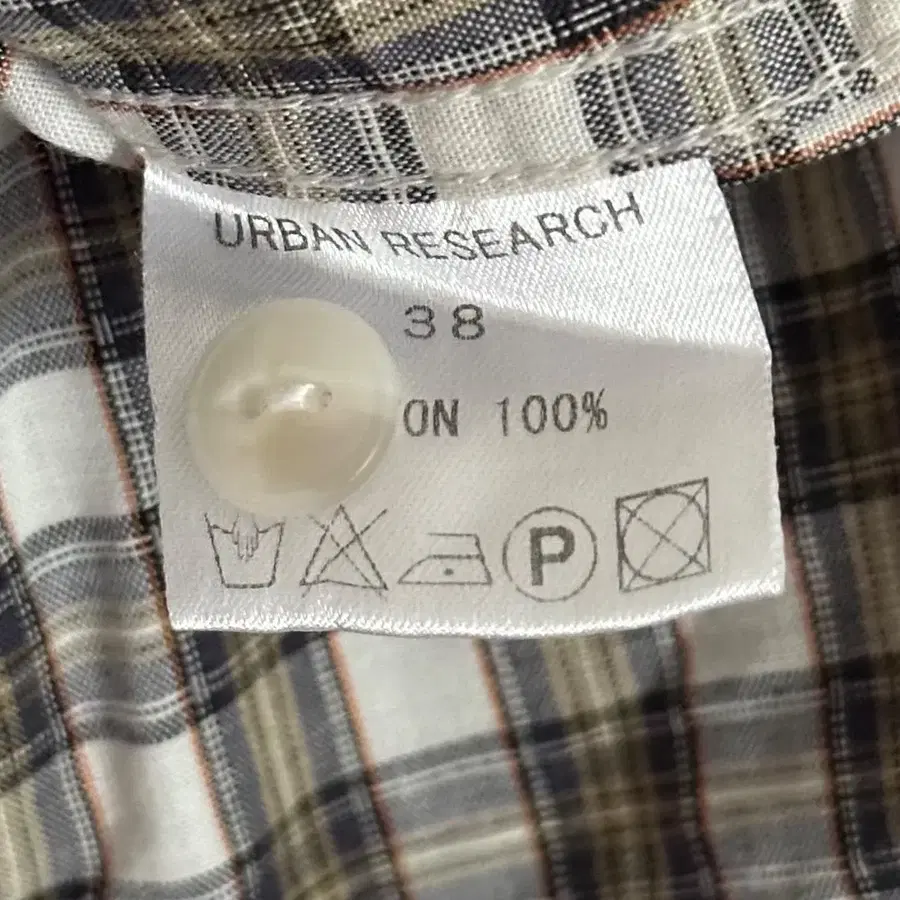 URBAN RESEARCH
38
ON 100%
P